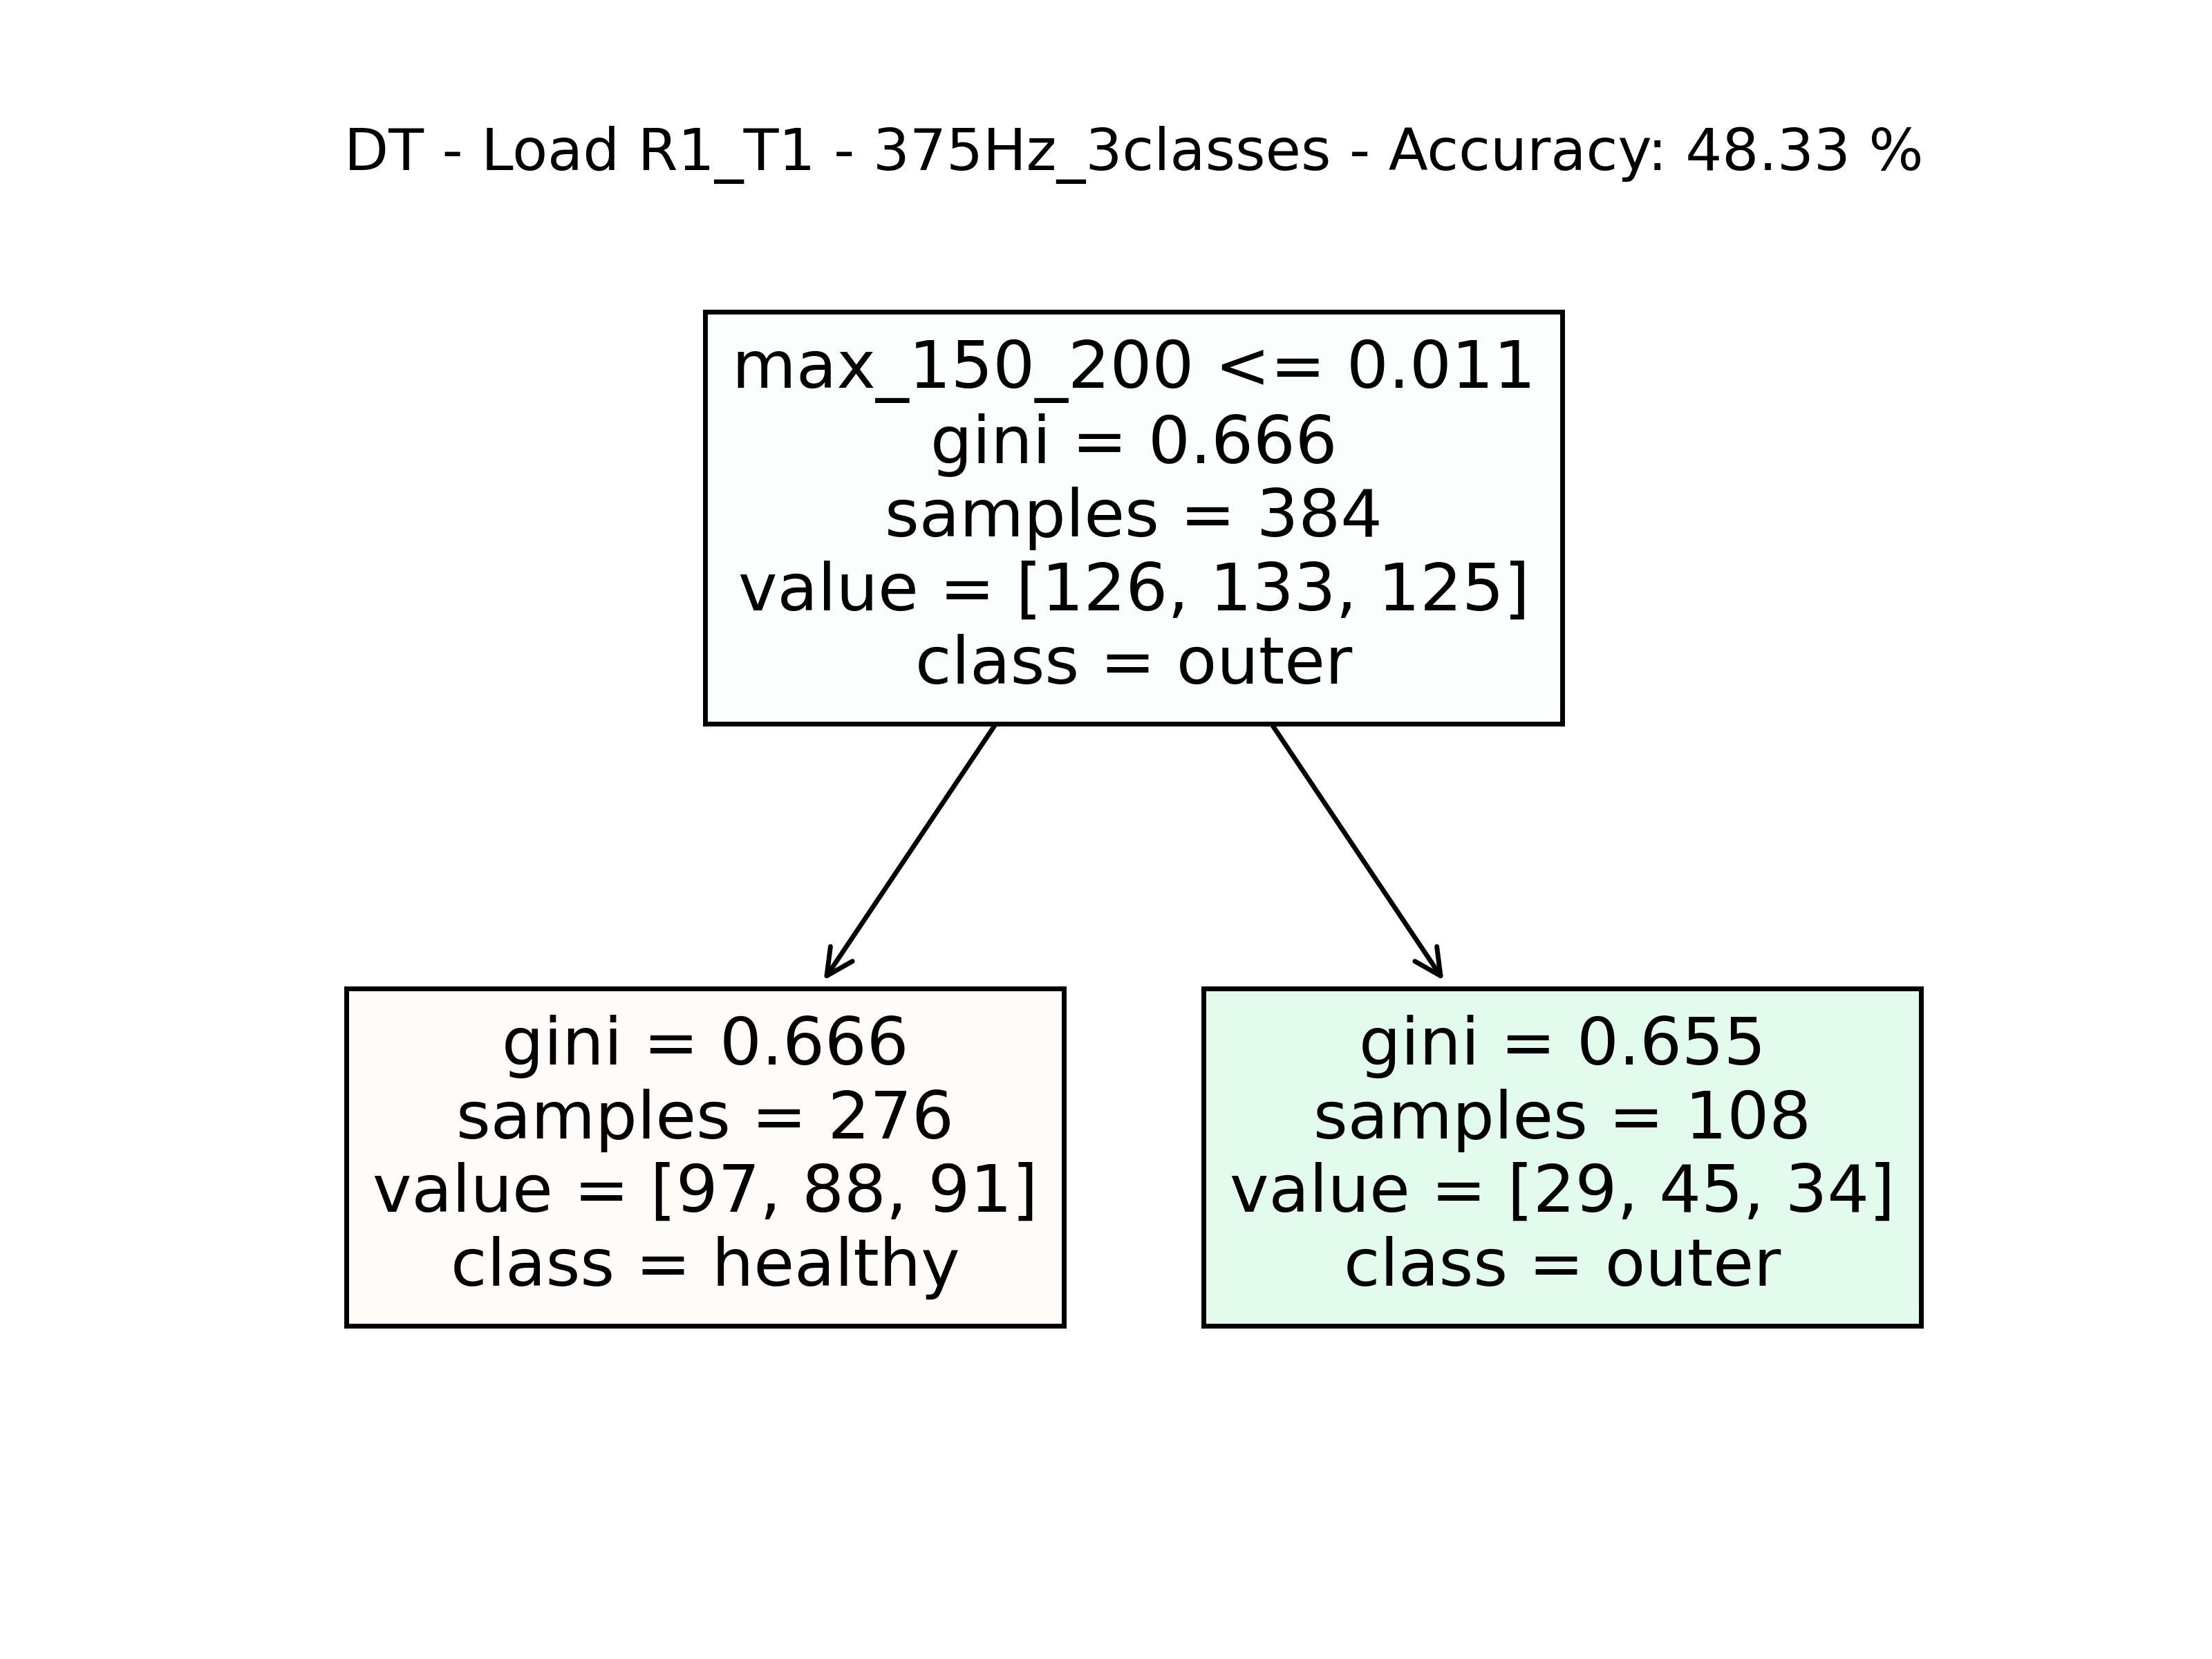 DT - Load R1_T1 - 375Hz_3classes - Accuracy: 48.33 %
max_150_200 <= 0.011
gini = 0.666
samples = 384
value = [126, 133, 125]
class = outer
gini = 0.666
samples = 276
value = [97, 88, 91]
class = healthy
gini = 0.655
samples = 108
value = [29, 45, 34]
class = outer